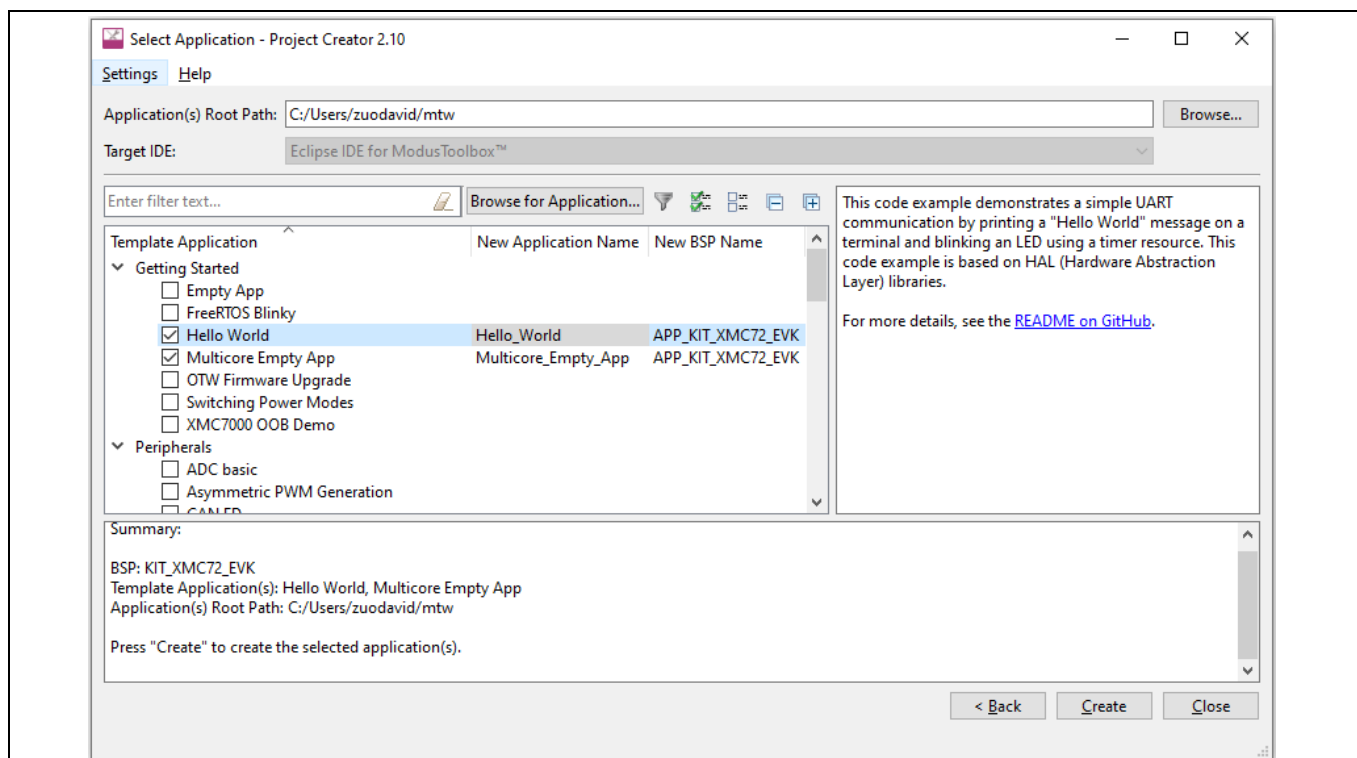 Select Application - Project Creator 2.10
Settings Help
Application(s) Root Path: C:/Users/zuodavid/mtw Browse...
Target IDE: Eclipse IDE for ModusToolbox™
Enter filter text... Browse for Application...
Template Application New Application Name New BSP Name
Getting Started
Empty App
FreeRTOS Blinky
Hello World Hello_World APP_KIT_XMC72_EVK
Multicore Empty App Multicore_Empty_App APP_KIT_XMC72_EVK
OTW Firmware Upgrade
Switching Power Modes
XMC7000 OOB Demo
Peripherals
ADC basic
Asymmetric PWM Generation
CAN FD
This code example demonstrates a simple UART
communication by printing a "Hello World" message on a
terminal and blinking an LED using a timer resource. This
code example is based on HAL (Hardware Abstraction
Layer) libraries.
For more details, see the README on GitHub.
Summary:
BSP: KIT_XMC72_EVK
Template Application(s): Hello World, Multicore Empty App
Application(s) Root Path: C:/Users/zuodavid/mtw
Press "Create" to create the selected application(s).
< Back Create Close